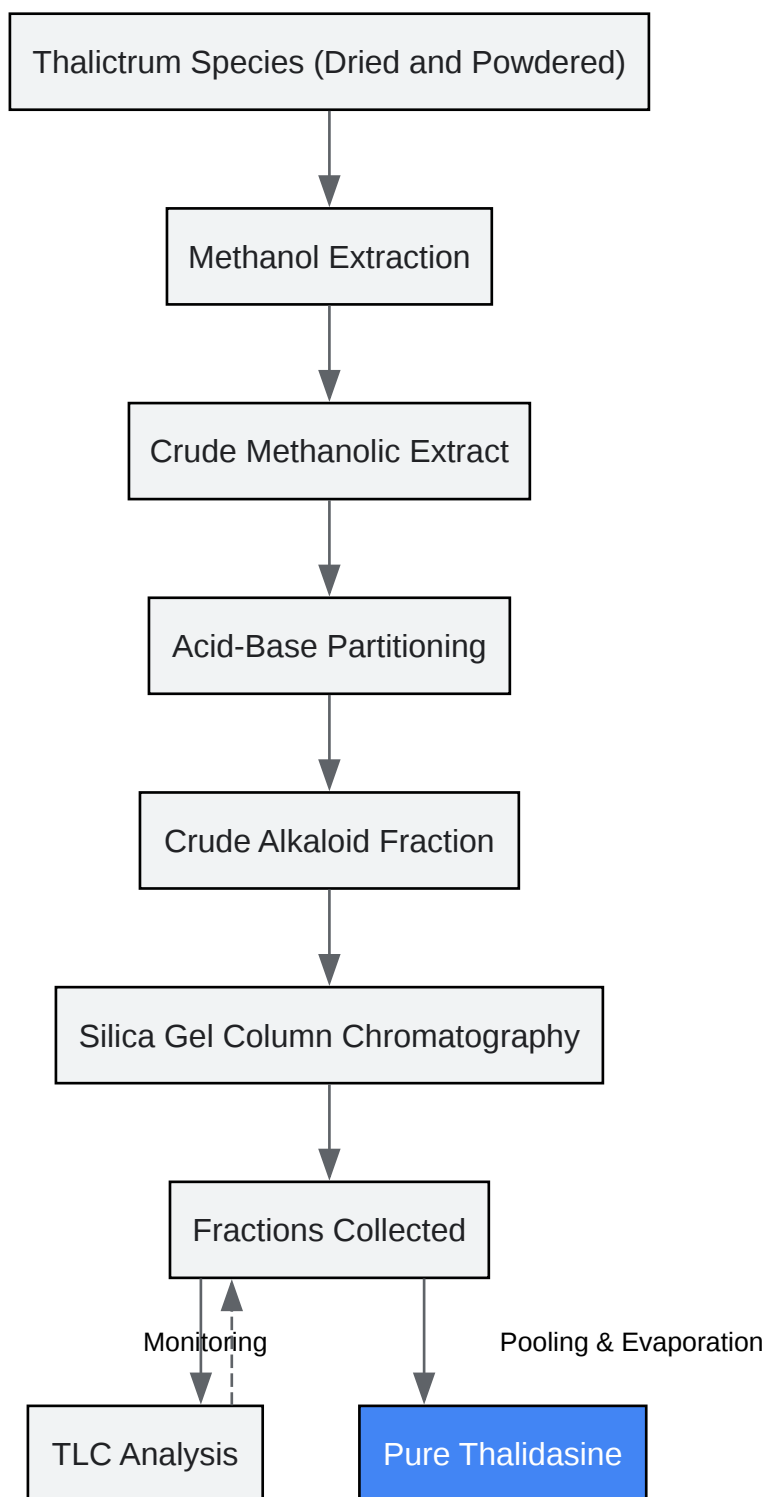 Thalictrum Species (Dried and Powdered)
Methanol Extraction
Crude Methanolic Extract
Acid-Base Partitioning
Crude Alkaloid Fraction
Silica Gel Column Chromatography
Fractions Collected
Monitoring
Pooling & Evaporation
TLC Analysis
Pure Thalidasine